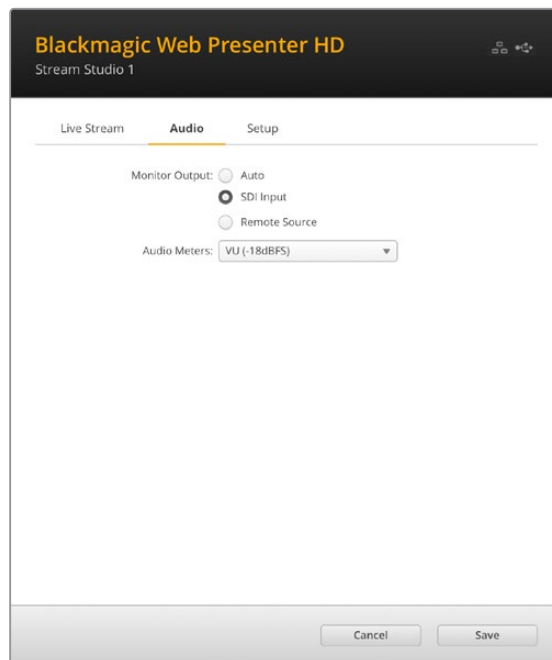 Blackmagic Web Presenter HD
Stream Studio 1
Live Stream Audio Setup
Monitor Output: Auto
SDI Input
Remote Source
Audio Meters: VU (-18dBFS)
Cancel Save